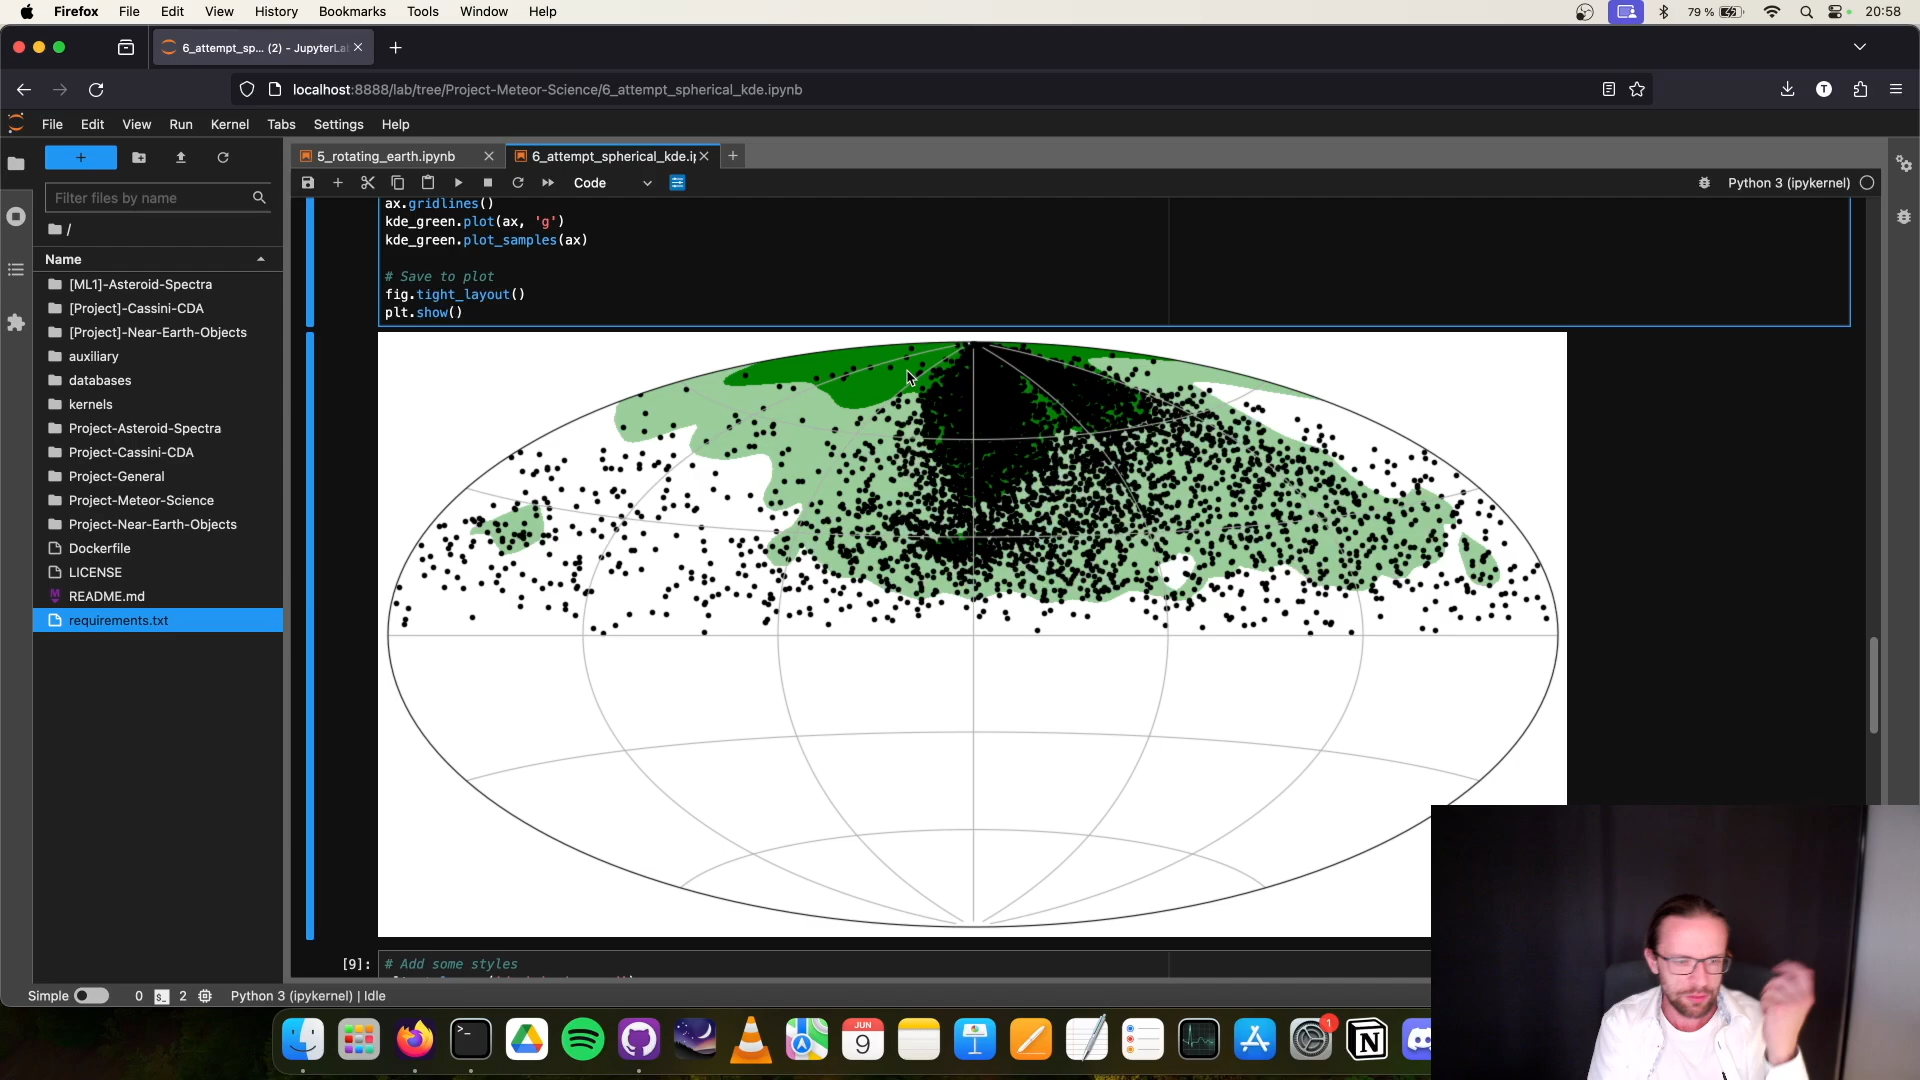 Firefox File Edit View History Bookmarks Tools Window Help 79 % 20:58
6_attempt_sp... (2) - JupyterLa
localhost:8888/lab/tree/Project-Meteor-Science/6_attempt_spherical_kde.ipynb T
File Edit View Run Kernel Tabs Settings Help
5_rotating_earth.ipynb 6_attempt_spherical_kde.ip
Code Python 3 (ipykernel)
Filter files by name
/
Name
[ML1]-Asteroid-Spectra
[Project]-Cassini-CDA
[Project]-Near-Earth-Objects
auxiliary
databases
kernels
Project-Asteroid-Spectra
Project-Cassini-CDA
Project-General
Project-Meteor-Science
Project-Near-Earth-Objects
Dockerfile
LICENSE
README.md
requirements.txt
ax.gridlines()
kde_green.plot(ax, 'g')
kde_green.plot_samples(ax)
# Save to plot
fig.tight_layout()
plt.show()
[9]: # Add some styles
Simple 0 2 Python 3 (ipykernel) | Idle
JUN
9
1